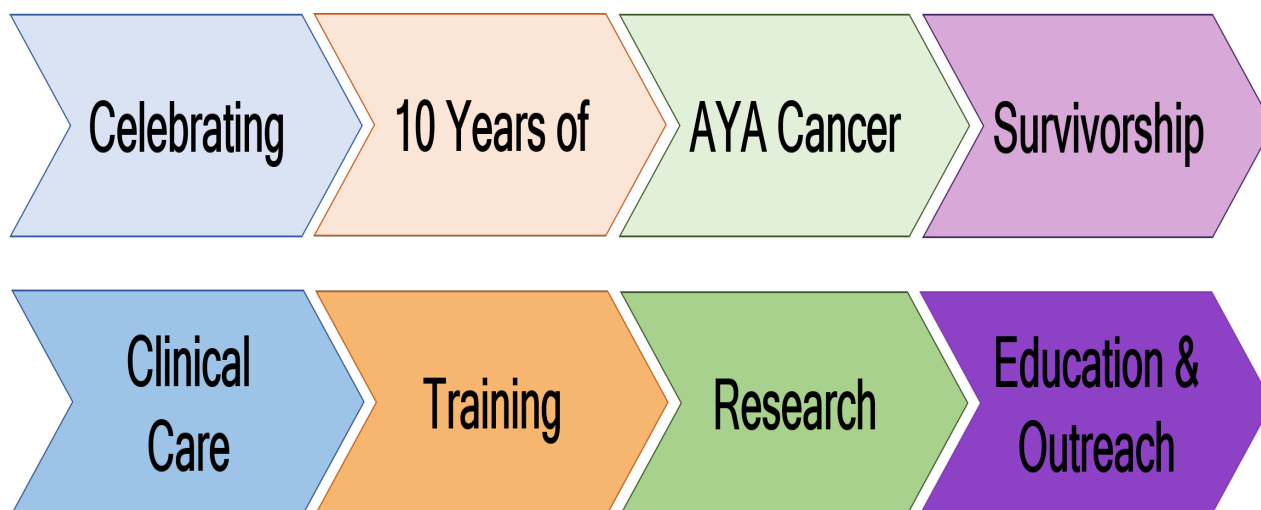 Celebrating
10 Years of
AYA Cancer
Survivorship
Clinical
Care
Training
Research
Education &
Outreach